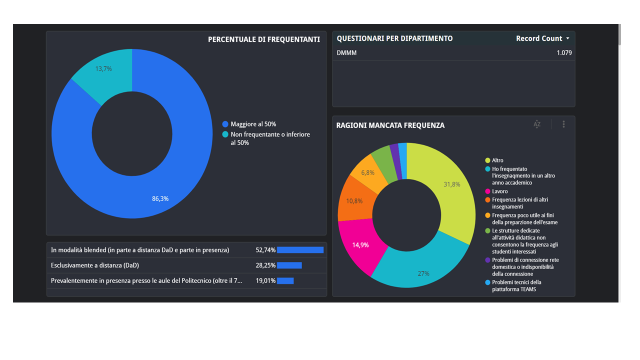 PERCENTUALE DI FREQUENTANTI
13,7%
86,3%
Maggiore al 50%
Non frequentante o inferiore
al 50%
QUESTIONARI PER DIPARTIMENTO Record Count
DMMM 1.079
RAGIONI MANCATA FREQUENZA
31,8%
27%
14,9%
10,8%
6,8%
Altro
Ho frequentato
l'insegnamento in un altro
anno accademico
Lavoro
Frequenza lezioni di altri
insegnamenti
Frequenza poco utile ai fini
della preparazione dell'esame
Le strutture dedicate
all'attività didattica non
consentono la frequenza agli
studenti interessati
Problemi di connessione rete
domestica o indisponibilità
della connessione
Problemi tecnici della
piattaforma TEAMS
In modalità blended (in parte a distanza DaD e parte in presenza) 52,74%
Esclusivamente a distanza (DaD) 28,25%
Prevalentemente in presenza presso le aule del Politecnico (oltre il 7... 19,01%